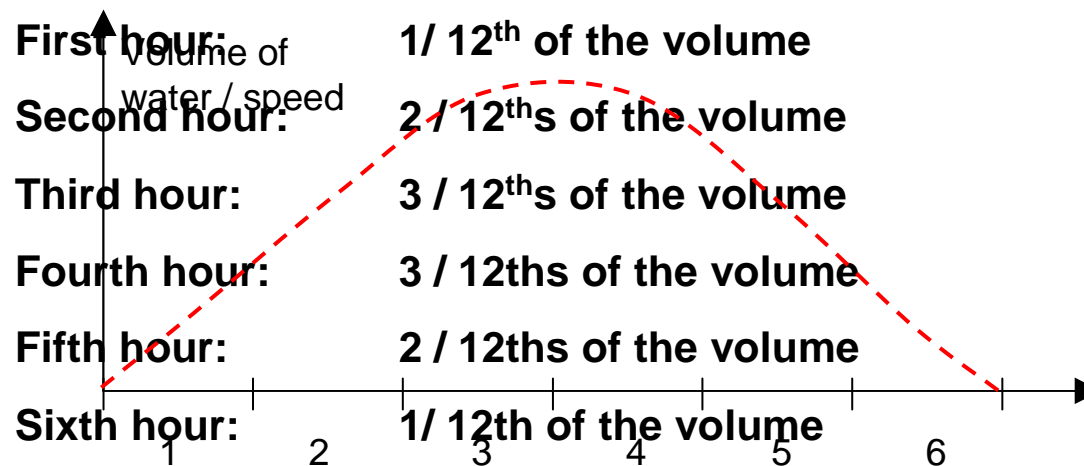 First hour: 1/ 12th of the volume
Volume of
water / speed
Second hour: 2 / 12ths of the volume
Third hour: 3 / 12ths of the volume
Fourth hour: 3 / 12ths of the volume
Fifth hour: 2 / 12ths of the volume
Sixth hour: 1/ 12th of the volume
1 2 3 4 5 6